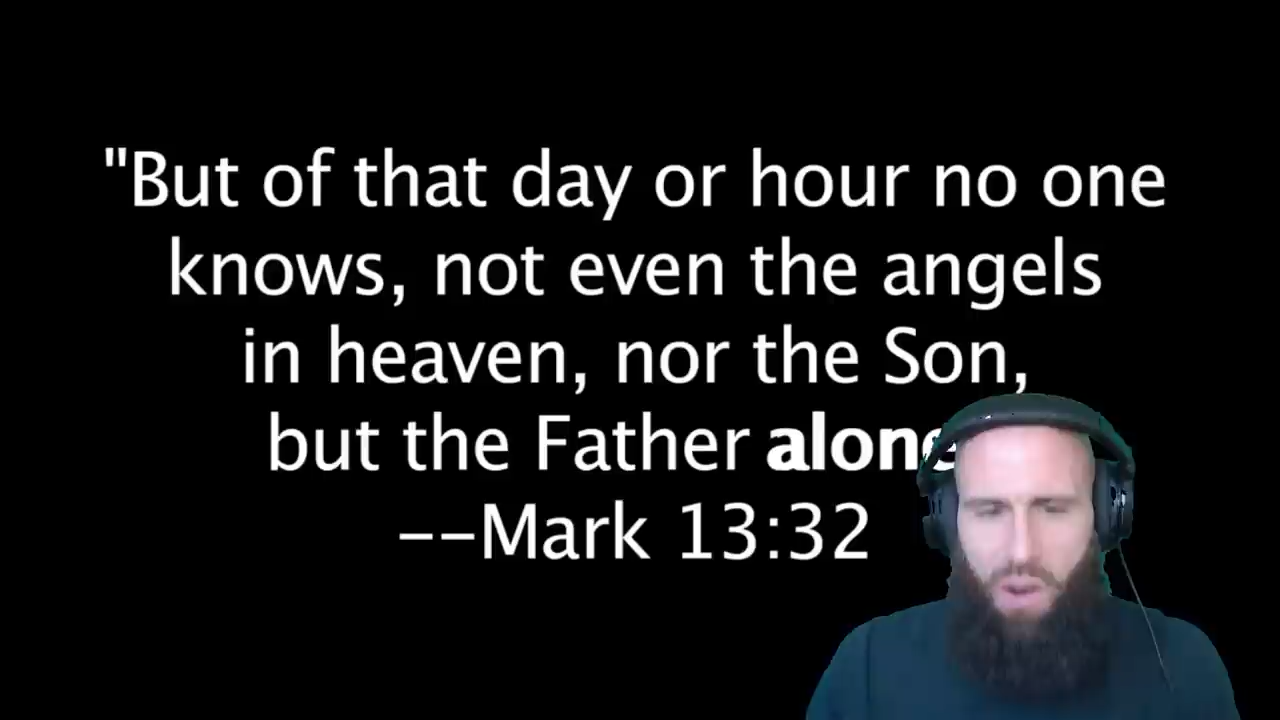 "But of that day or hour no one
knows, not even the angels
in heaven, nor the Son,
but the Father alone
--Mark 13:32